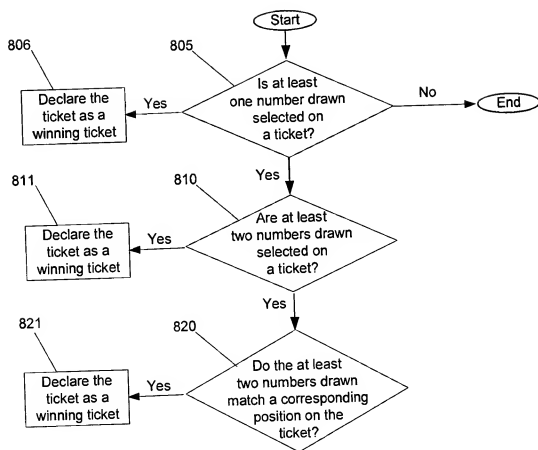 Start
806
805
Is at least
one number drawn
selected on
a ticket?
No
End
Yes
Declare the
ticket as a
winning ticket
Yes
811
810
Are at least
two numbers drawn
selected on
a ticket?
Yes
Declare the
ticket as a
winning ticket
Yes
821
820
Do the at least
two numbers drawn
match a corresponding
position on the
ticket?
Yes
Declare the
ticket as a
winning ticket